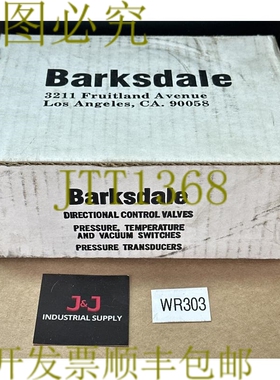 图必究
Barksdale
3211 Fruitland Avenue
Los Angeles, CA. 90058
JTT1368
Barksdale
DIRECTIONAL CONTROL VALVES
PRESSURE, TEMPERATURE
AND VACUUM SWITCHES
PRESSURE TRANSDUCERS
J&J
INDUSTRIAL SUPPLY
WR303
开发票顺丰包邮